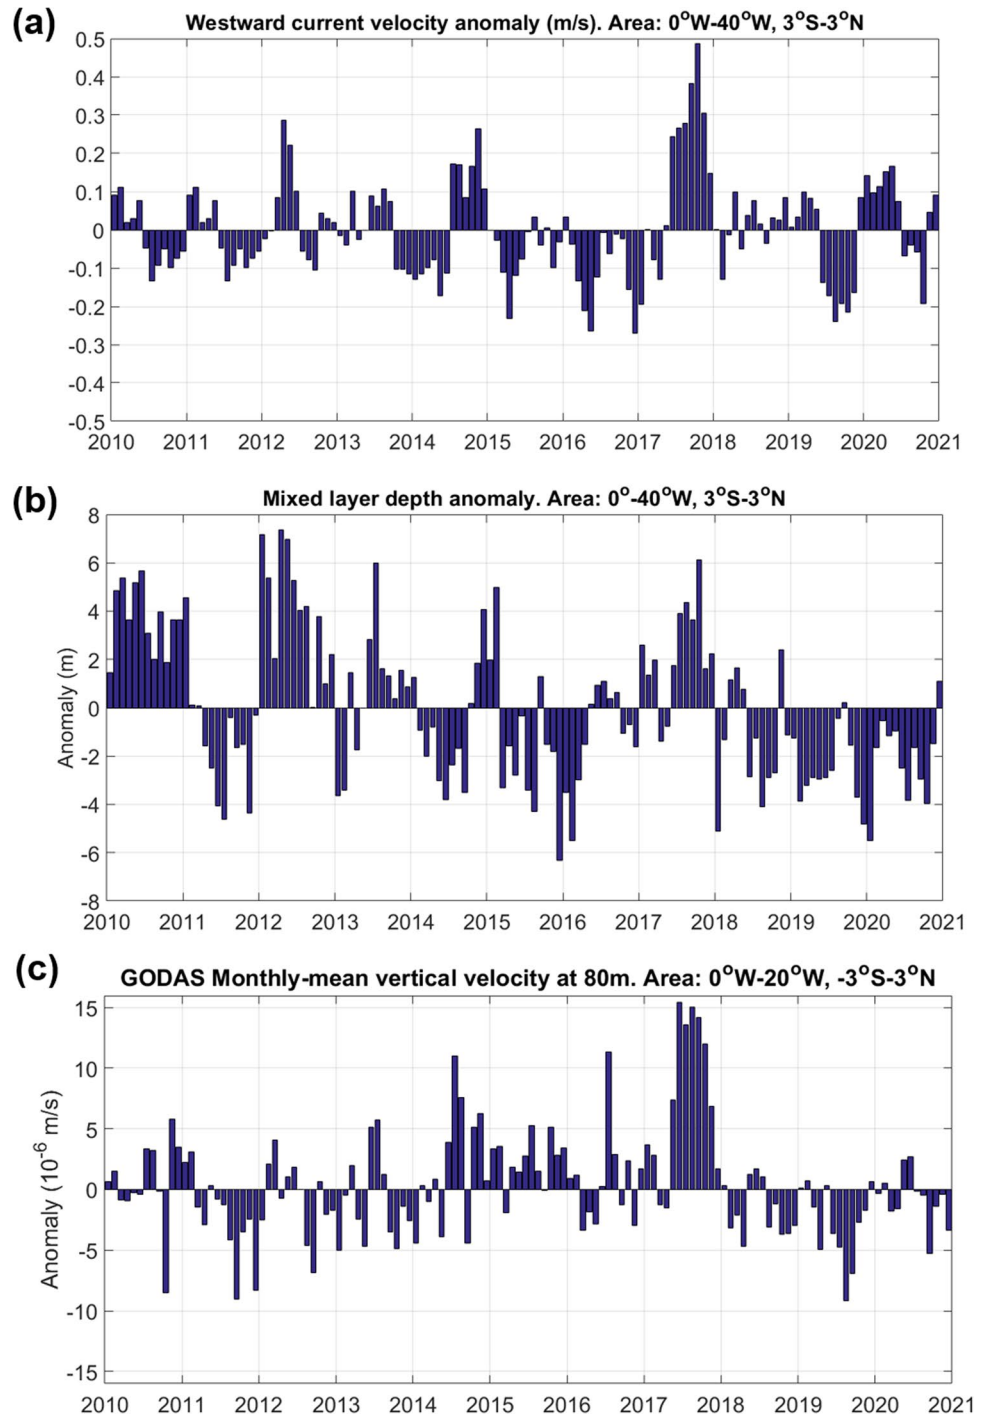 (a)
Westward current velocity anomaly (m/s). Area: 0°W-40°W, 3°S-3°N
0.5
0.4
0.3
0.2
0.1
0
-0.1
-0.2
-0.3
-0.4
-0.5
2010 2011 2012 2013 2014 2015 2016 2017 2018 2019 2020 2021
(b)
Mixed layer depth anomaly. Area: 0°-40°W, 3°S-3°N
Anomaly (m)
8
6
4
2
0
-2
-4
-6
-8
2010 2011 2012 2013 2014 2015 2016 2017 2018 2019 2020 2021
(c)
GODAS Monthly-mean vertical velocity at 80m. Area: 0°W-20°W, -3°S-3°N
Anomaly (10⁻⁶ m/s)
15
10
5
0
-5
-10
-15
2010 2011 2012 2013 2014 2015 2016 2017 2018 2019 2020 2021